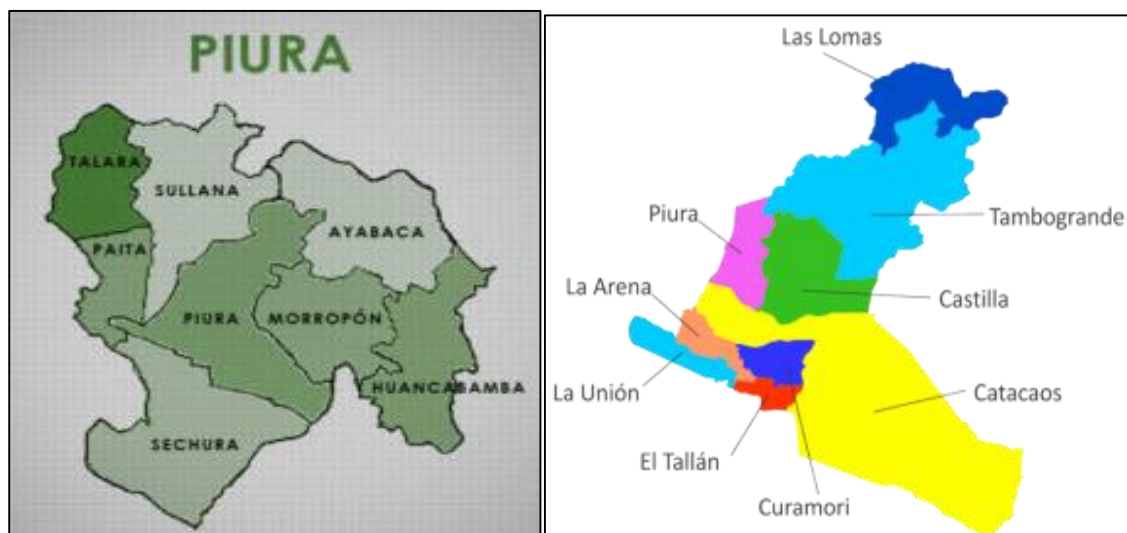 PIURA
TALARA
SULLANA
AYABACA
PAITA
PIURA
MORROPÓN
HUANCABAMBA
SECHURA
Las Lomas
Piura
Tambogrande
La Arena
Castilla
La Unión
Catacaos
El Tallán
Curamori